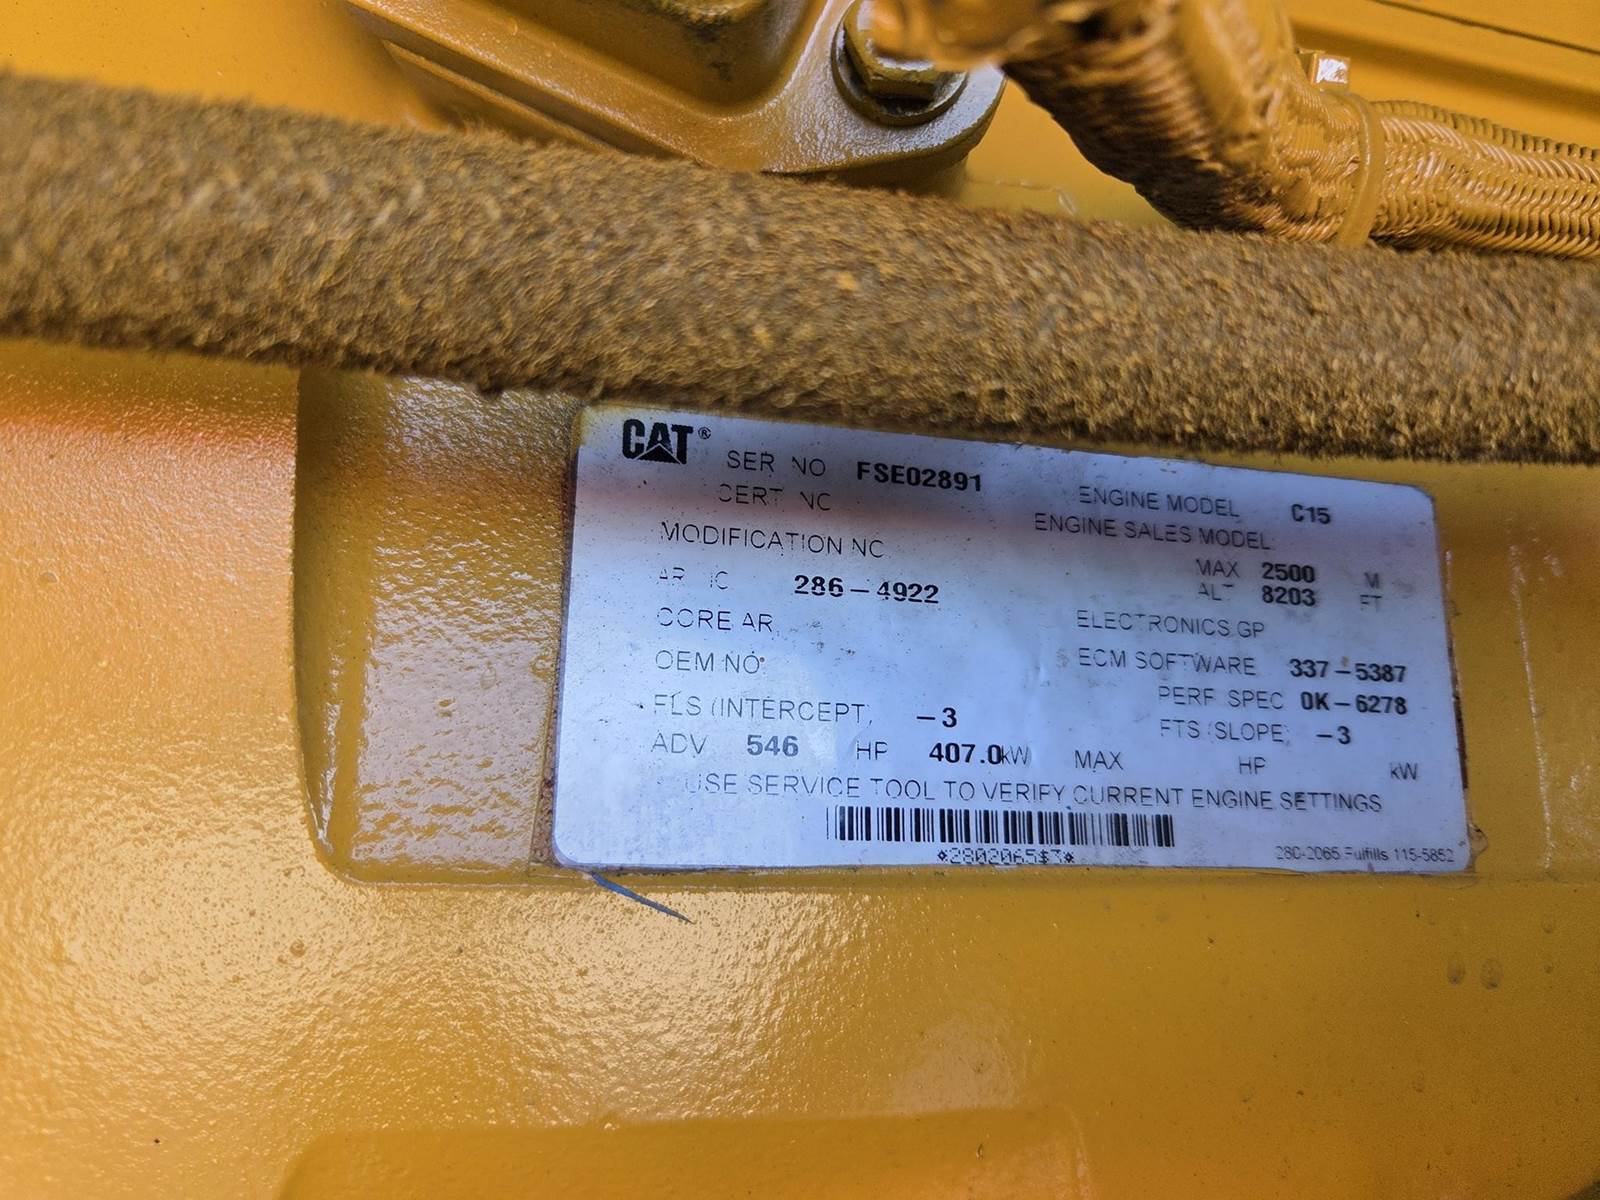 CAT®
SER NO FSE02891
CERT NO
MODIFICATION NO
AR NO 286-4922
CORE AR
OEM NO
FLS (INTERCEPT) -3
ADV 546 HP 407.0kW
ENGINE MODEL C15
ENGINE SALES MODEL
MAX 2500 M
ALT 8203 FT
ELECTRONICS GP
ECM SOFTWARE 337-5387
PERF SPEC 0K-6278
FTS (SLOPE) -3
MAX HP kW
USE SERVICE TOOL TO VERIFY CURRENT ENGINE SETTINGS
*2802065$7*
280-2065 Fulfills 115-5852